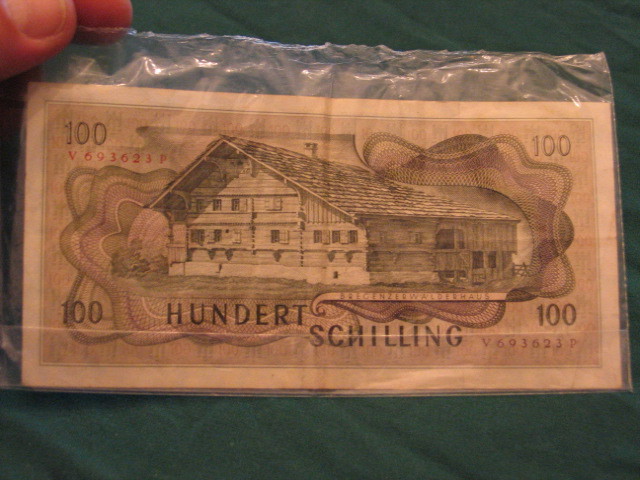 100 100
V 693623 P
BREGENZERWÄLDERHAUS
100 HUNDERT 100
SCHILLING V 693623 P